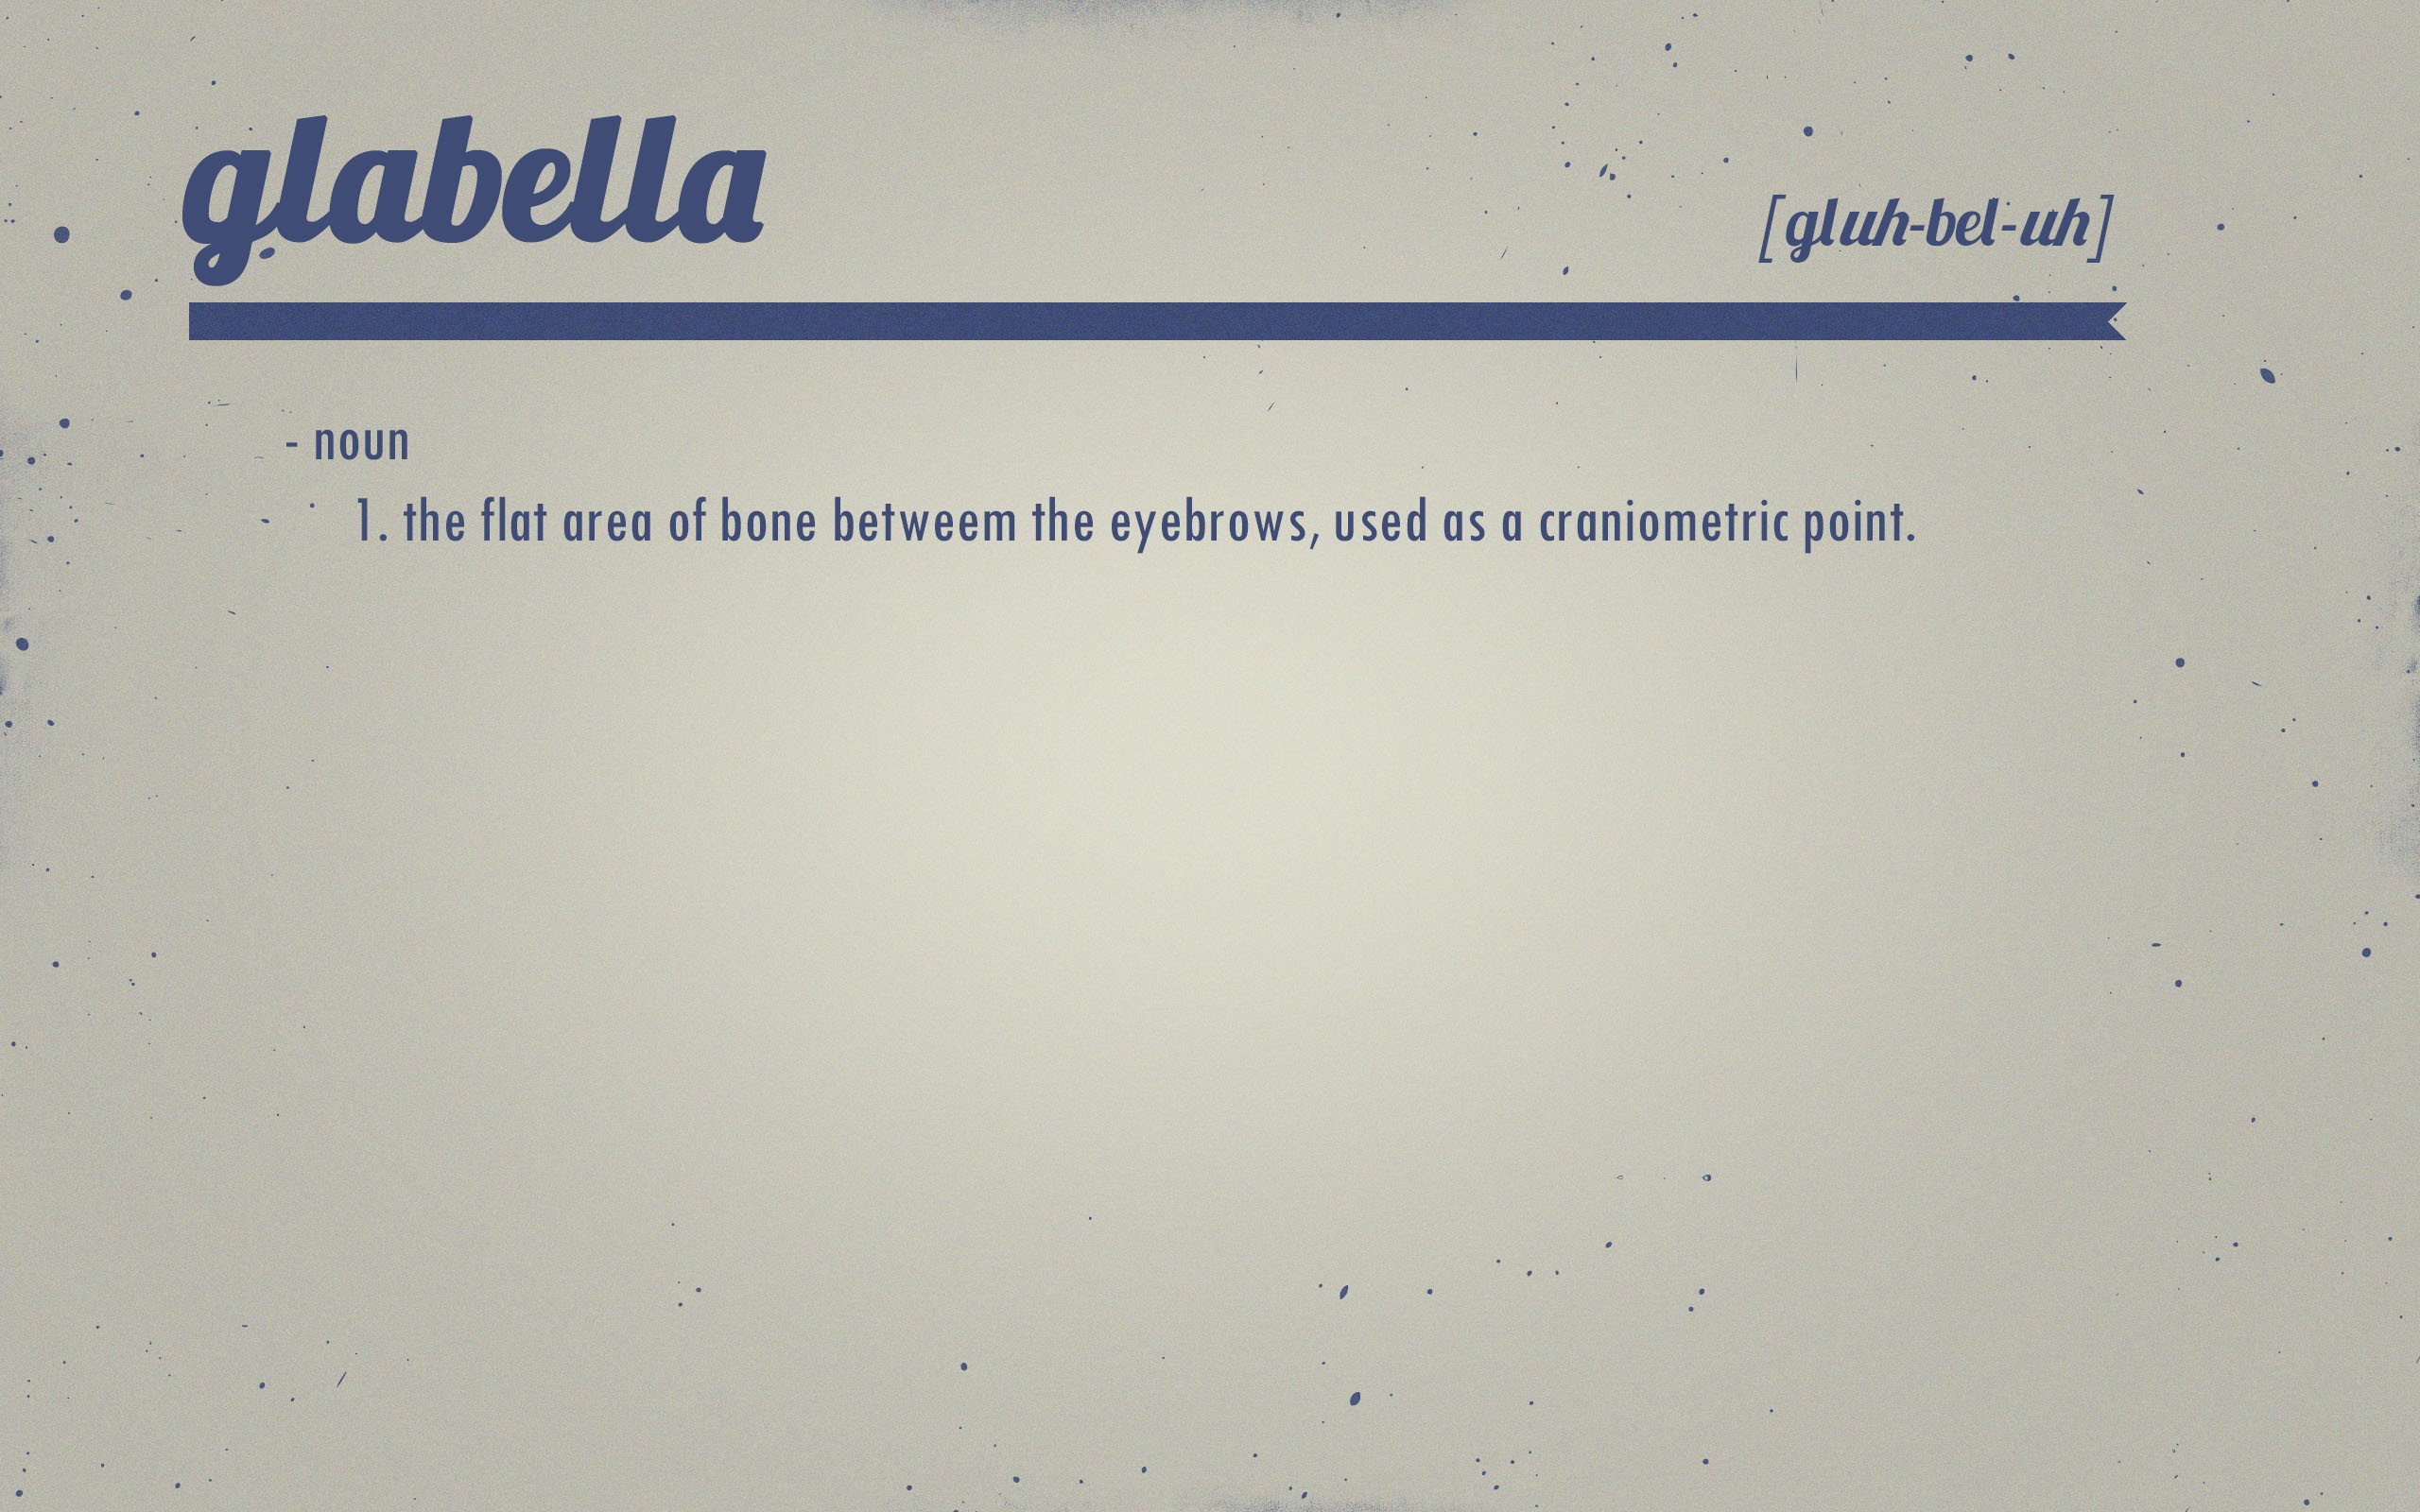 glabella
[gluh-bel-uh]
- noun
1. the flat area of bone betweem the eyebrows, used as a craniometric point.